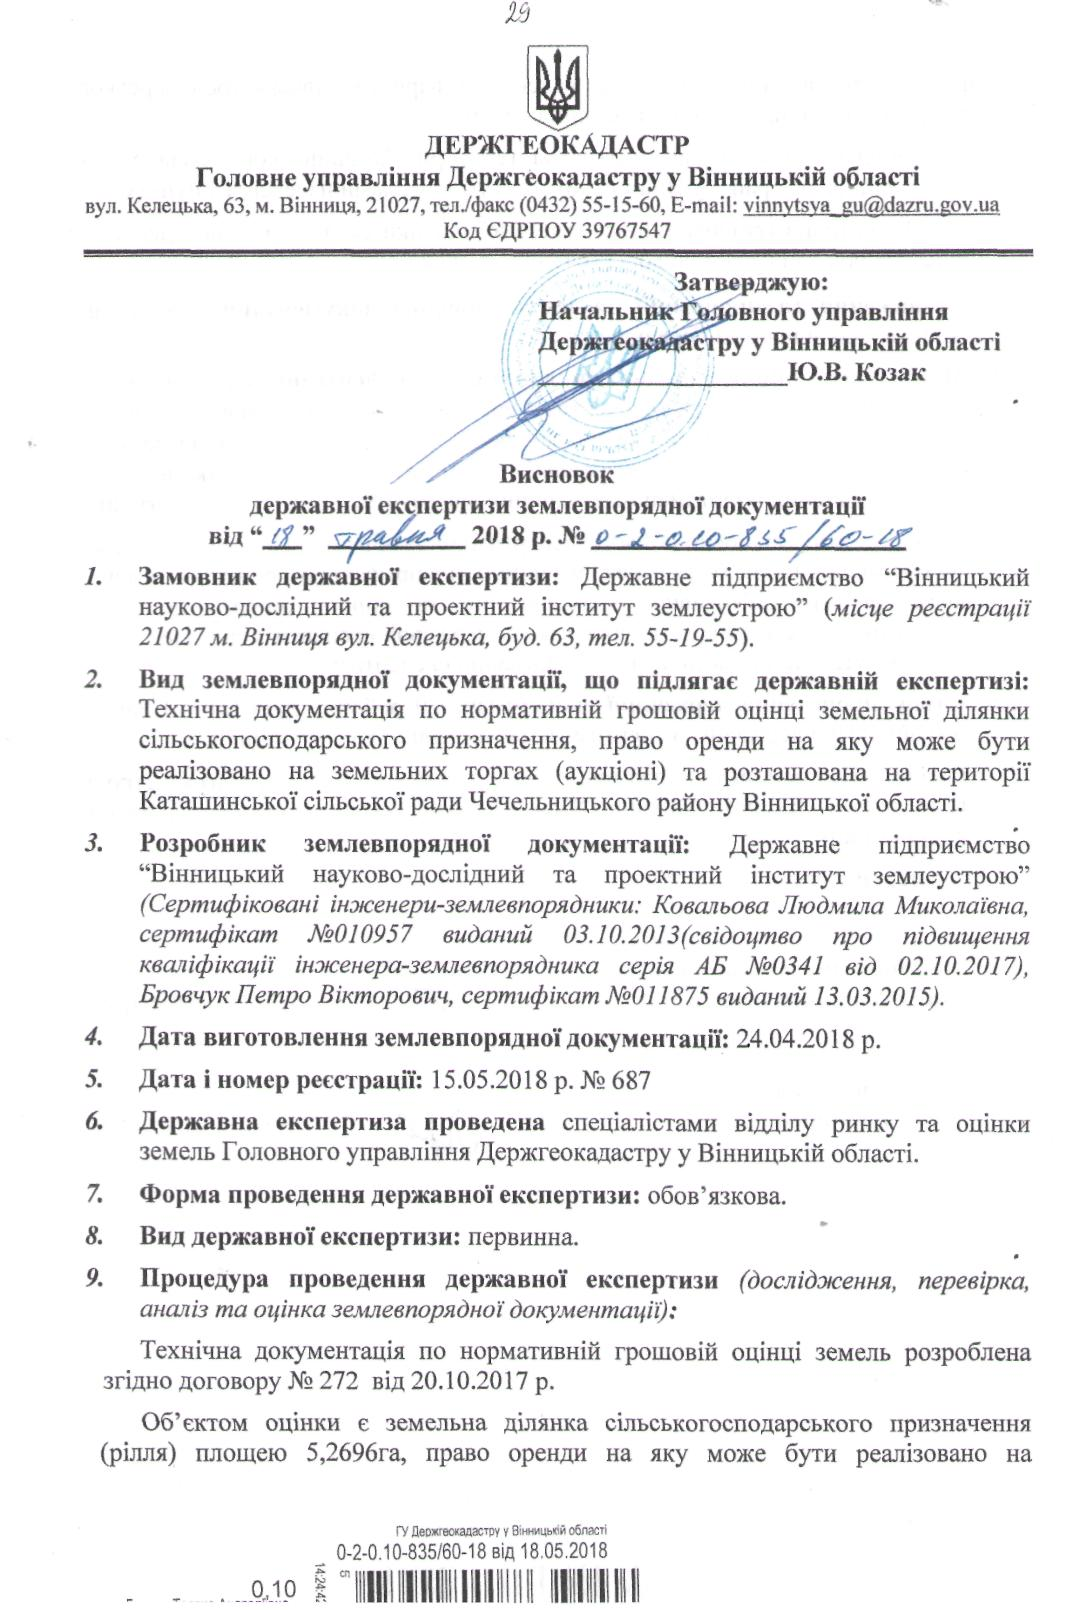 29
ДЕРЖГЕОКАДАСТР
Головне управління Держгеокадастру у Вінницькій області
вул. Келецька, 63, м. Вінниця, 21027, тел./факс (0432) 55-15-60, E-mail: vinnytsya_gu@dazru.gov.ua
Код ЄДРПОУ 39767547
Затверджую:
Начальник Головного управління
Держгеокадастру у Вінницькій області
___________________Ю.В. Козак
Висновок
державної експертизи землевпорядної документації
від “ 18 ” травня 2018 р. № 0-2-0.10-835/60-18
1. Замовник державної експертизи: Державне підприємство “Вінницький
науково-дослідний та проектний інститут землеустрою” (місце реєстрації
21027 м. Вінниця вул. Келецька, буд. 63, тел. 55-19-55).
2. Вид землевпорядної документації, що підлягає державній експертизі:
Технічна документація по нормативній грошовій оцінці земельної ділянки
сільськогосподарського призначення, право оренди на яку може бути
реалізовано на земельних торгах (аукціоні) та розташована на території
Каташинської сільської ради Чечельницького району Вінницької області.
3. Розробник землевпорядної документації: Державне підприємство
“Вінницький науково-дослідний та проектний інститут землеустрою”
(Сертифіковані інженери-землевпорядники: Ковальова Людмила Миколаївна,
сертифікат №010957 виданий 03.10.2013(свідоцтво про підвищення
кваліфікації інженера-землевпорядника серія АБ №0341 від 02.10.2017),
Бровчук Петро Вікторович, сертифікат №011875 виданий 13.03.2015).
4. Дата виготовлення землевпорядної документації: 24.04.2018 р.
5. Дата і номер реєстрації: 15.05.2018 р. № 687
6. Державна експертиза проведена спеціалістами відділу ринку та оцінки
земель Головного управління Держгеокадастру у Вінницькій області.
7. Форма проведення державної експертизи: обов’язкова.
8. Вид державної експертизи: первинна.
9. Процедура проведення державної експертизи (дослідження, перевірка,
аналіз та оцінка землевпорядної документації):
Технічна документація по нормативній грошовій оцінці земель розроблена
згідно договору № 272 від 20.10.2017 р.
Об’єктом оцінки є земельна ділянка сільськогосподарського призначення
(рілля) площею 5,2696га, право оренди на яку може бути реалізовано на
ГУ Держгеокадастру у Вінницькій області
0-2-0.10-835/60-18 від 18.05.2018
14:24:42
0,10